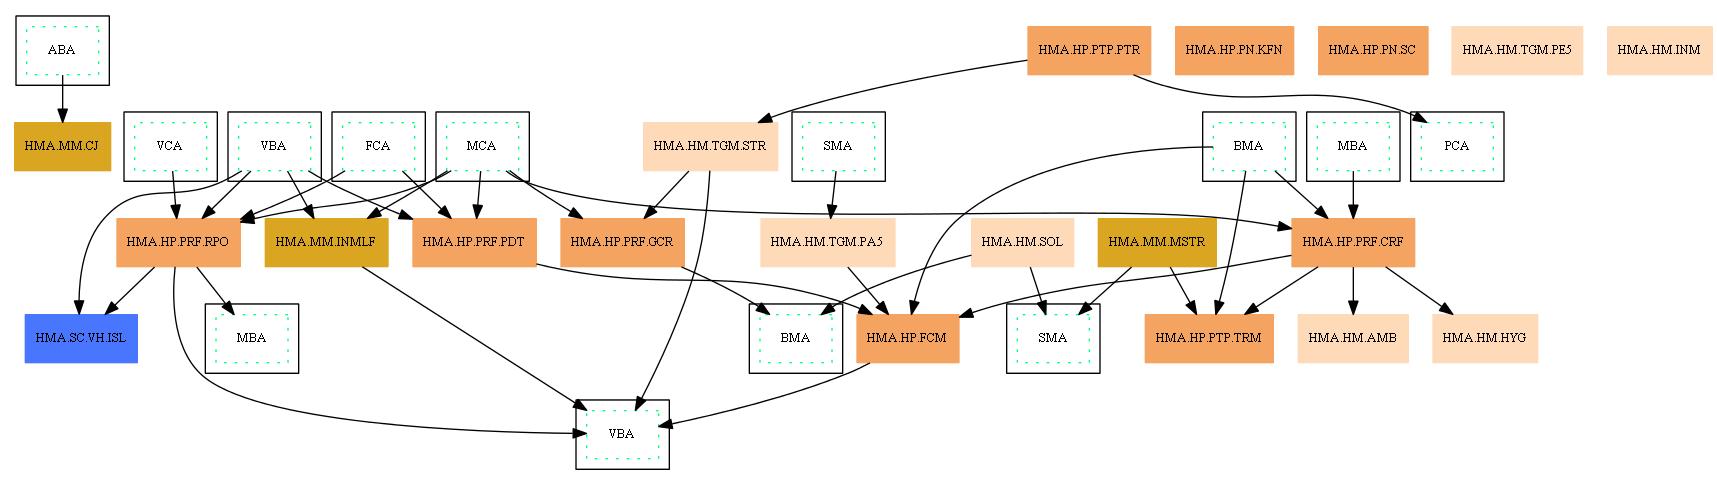 ABA
HMA.HP.PTP.PTR
HMA.HP.PN.KFN
HMA.HP.PN.SC
HMA.HM.TGM.PE5
HMA.HM.INM
HMA.MM.CJ
VCA
VBA
FCA
MCA
HMA.HM.TGM.STR
SMA
BMA
MBA
PCA
HMA.HP.PRF.RPO
HMA.MM.INMLF
HMA.HP.PRF.PDT
HMA.HP.PRF.GCR
HMA.HM.TGM.PA5
HMA.HM.SOL
HMA.MM.MSTR
HMA.HP.PRF.CRF
HMA.SC.VH.ISL
MBA
BMA
HMA.HP.FCM
SMA
HMA.HP.PTP.TRM
HMA.HM.AMB
HMA.HM.HYG
VBA